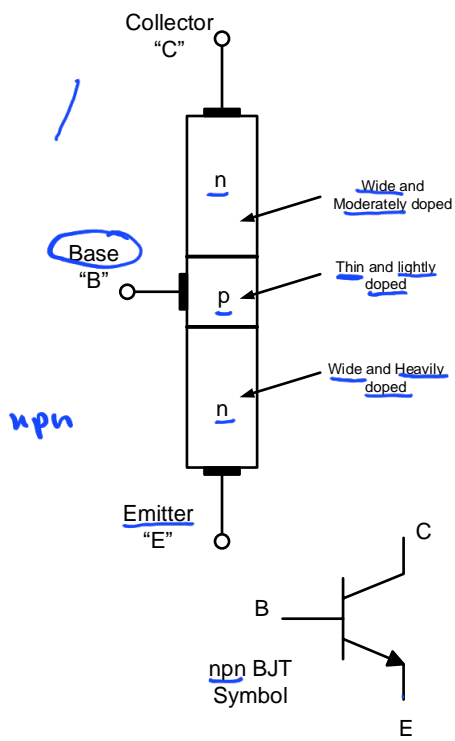 Collector
“C”
n
Wide and
Moderately doped
Base
“B”
p
Thin and lightly
doped
n
Wide and Heavily
doped
npn
Emitter
“E”
C
B
npn BJT
Symbol
E